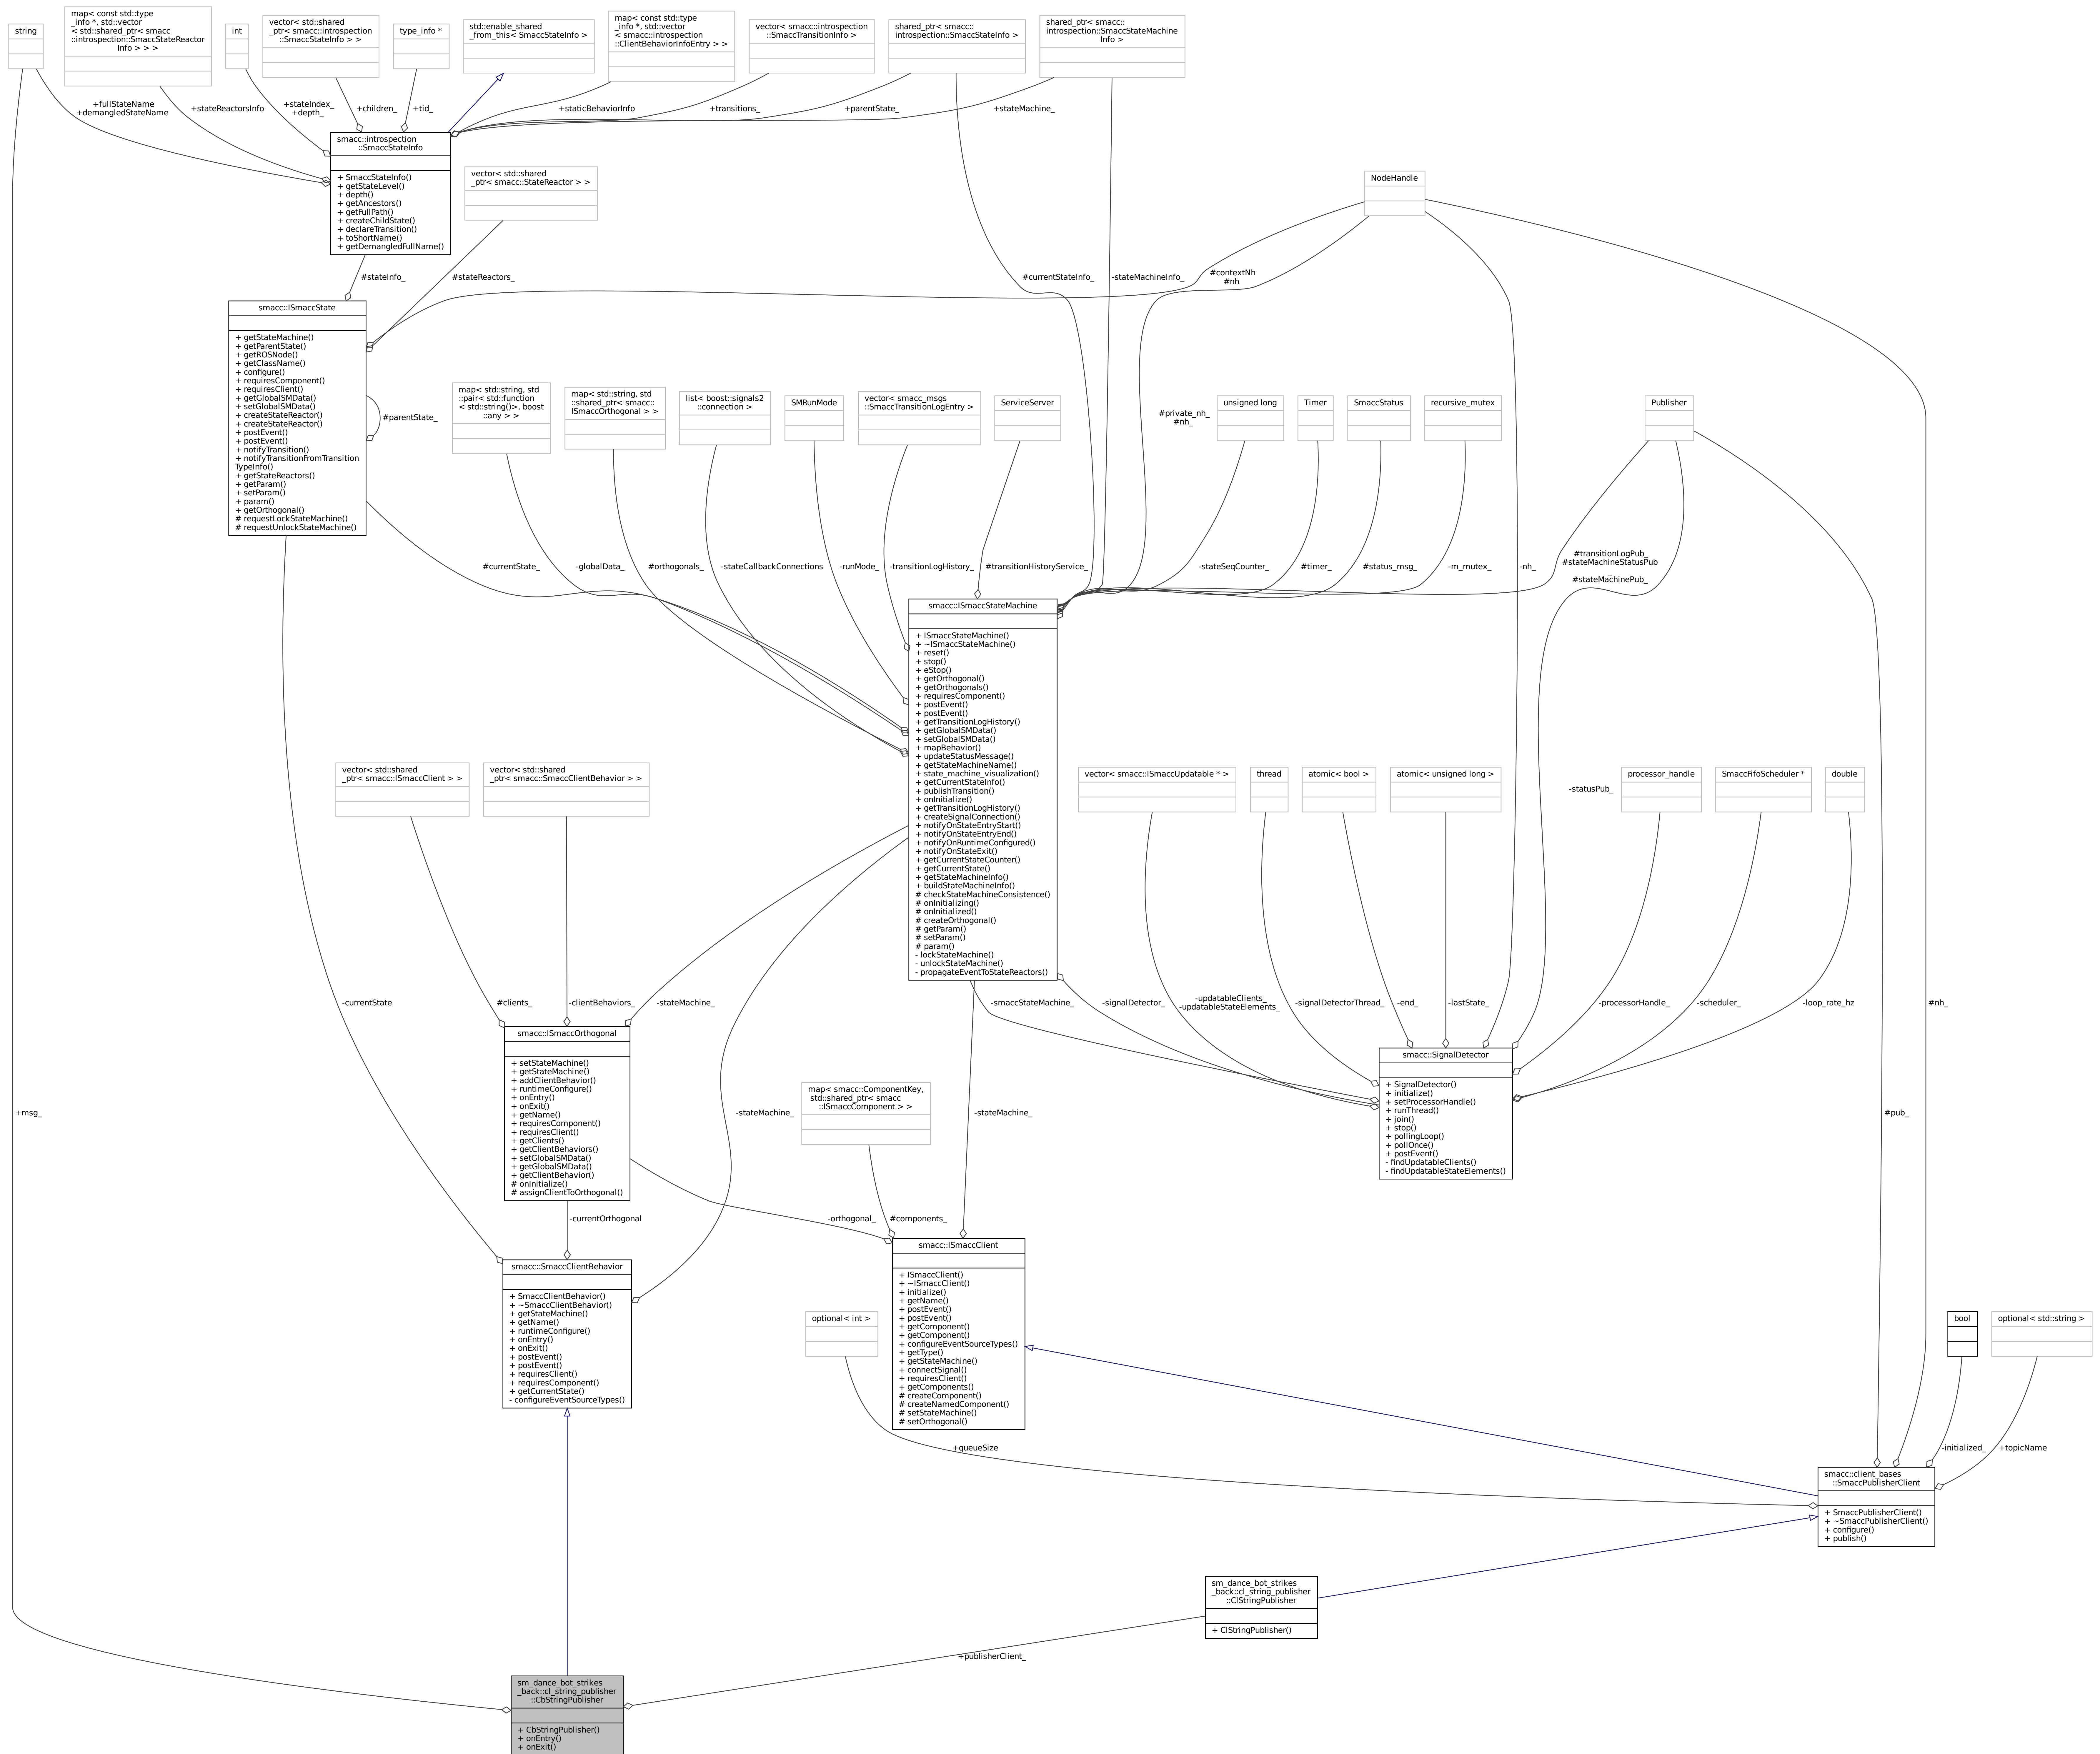 string
map< const std::type
_info *, std::vector
< std::shared_ptr< smacc
::introspection::SmaccStateReactor
Info > > >
int
vector< std::shared
_ptr< smacc::introspection
::SmaccStateInfo > >
type_info *
std::enable_shared
_from_this< SmaccStateInfo >
map< const std::type
_info *, std::vector
< smacc::introspection
::ClientBehaviorInfoEntry > >
vector< smacc::introspection
::SmaccTransitionInfo >
shared_ptr< smacc::
introspection::SmaccStateInfo >
shared_ptr< smacc::
introspection::SmaccStateMachine
Info >
+fullStateName
+demangledStateName
+stateReactorsInfo
+stateIndex_
+depth_
+children_
+tid_
+staticBehaviorInfo
+transitions_
+parentState_
+stateMachine_
smacc::introspection
::SmaccStateInfo
+ SmaccStateInfo()
+ getStateLevel()
+ depth()
+ getAncestors()
+ getFullPath()
+ createChildState()
+ declareTransition()
+ toShortName()
+ getDemangledFullName()
vector< std::shared
_ptr< smacc::StateReactor > >
NodeHandle
#stateInfo_
#stateReactors_
#currentStateInfo_
-stateMachineInfo_
#contextNh
#nh
smacc::ISmaccState
+ getStateMachine()
+ getParentState()
+ getROSNode()
+ getClassName()
+ configure()
+ requiresComponent()
+ requiresClient()
+ getGlobalSMData()
+ setGlobalSMData()
+ createStateReactor()
+ createStateReactor()
+ postEvent()
+ postEvent()
+ notifyTransition()
+ notifyTransitionFromTransition
TypeInfo()
+ getStateReactors()
+ getParam()
+ setParam()
+ param()
+ getOrthogonal()
# requestLockStateMachine()
# requestUnlockStateMachine()
#parentState_
map< std::string, std
::pair< std::function
< std::string()>, boost
::any > >
map< std::string, std
::shared_ptr< smacc::
ISmaccOrthogonal > >
list< boost::signals2
::connection >
SMRunMode
vector< smacc_msgs
::SmaccTransitionLogEntry >
ServiceServer
#private_nh_
#nh_
unsigned long
Timer
SmaccStatus
recursive_mutex
Publisher
#currentState_
-globalData_
#orthogonals_
-stateCallbackConnections
-runMode_
-transitionLogHistory_
#transitionHistoryService_
-stateSeqCounter_
#timer_
#status_msg_
-m_mutex_
-nh_
#transitionLogPub_
#stateMachineStatusPub
_
#stateMachinePub_
smacc::ISmaccStateMachine
+ ISmaccStateMachine()
+ ~ISmaccStateMachine()
+ reset()
+ stop()
+ eStop()
+ getOrthogonal()
+ getOrthogonals()
+ requiresComponent()
+ postEvent()
+ postEvent()
+ getTransitionLogHistory()
+ getGlobalSMData()
+ setGlobalSMData()
+ mapBehavior()
+ updateStatusMessage()
+ getStateMachineName()
+ state_machine_visualization()
+ getCurrentStateInfo()
+ publishTransition()
+ onInitialize()
+ getTransitionLogHistory()
+ createSignalConnection()
+ notifyOnStateEntryStart()
+ notifyOnStateEntryEnd()
+ notifyOnRuntimeConfigured()
+ notifyOnStateExit()
+ getCurrentStateCounter()
+ getCurrentState()
+ getStateMachineInfo()
+ buildStateMachineInfo()
# checkStateMachineConsistence()
# onInitializing()
# onInitialized()
# createOrthogonal()
# getParam()
# setParam()
# param()
- lockStateMachine()
- unlockStateMachine()
- propagateEventToStateReactors()
vector< std::shared
_ptr< smacc::ISmaccClient > >
vector< std::shared
_ptr< smacc::SmaccClientBehavior > >
vector< smacc::ISmaccUpdatable * >
thread
atomic< bool >
atomic< unsigned long >
-statusPub_
processor_handle
SmaccFifoScheduler *
double
-currentState
#clients_
-clientBehaviors_
-stateMachine_
-smaccStateMachine_
-signalDetector_
-updatableClients_
-updatableStateElements_
-signalDetectorThread_
-end_
-lastState_
-processorHandle_
-scheduler_
-loop_rate_hz
#nh_
smacc::ISmaccOrthogonal
+ setStateMachine()
+ getStateMachine()
+ addClientBehavior()
+ runtimeConfigure()
+ onEntry()
+ onExit()
+ getName()
+ requiresComponent()
+ requiresClient()
+ getClients()
+ getClientBehaviors()
+ setGlobalSMData()
+ getGlobalSMData()
+ getClientBehavior()
# onInitialize()
# assignClientToOrthogonal()
smacc::SignalDetector
+ SignalDetector()
+ initialize()
+ setProcessorHandle()
+ runThread()
+ join()
+ stop()
+ pollingLoop()
+ pollOnce()
+ postEvent()
- findUpdatableClients()
- findUpdatableStateElements()
+msg_
-stateMachine_
map< smacc::ComponentKey,
std::shared_ptr< smacc
::ISmaccComponent > >
-stateMachine_
#pub_
-currentOrthogonal
-orthogonal_
#components_
smacc::SmaccClientBehavior
+ SmaccClientBehavior()
+ ~SmaccClientBehavior()
+ getStateMachine()
+ getName()
+ runtimeConfigure()
+ onEntry()
+ onExit()
+ postEvent()
+ postEvent()
+ requiresClient()
+ requiresComponent()
+ getCurrentState()
- configureEventSourceTypes()
smacc::ISmaccClient
+ ISmaccClient()
+ ~ISmaccClient()
+ initialize()
+ getName()
+ postEvent()
+ postEvent()
+ getComponent()
+ getComponent()
+ configureEventSourceTypes()
+ getType()
+ getStateMachine()
+ connectSignal()
+ requiresClient()
+ getComponents()
# createComponent()
# createNamedComponent()
# setStateMachine()
# setOrthogonal()
optional< int >
bool
optional< std::string >
+queueSize
-initialized_
+topicName
smacc::client_bases
::SmaccPublisherClient
+ SmaccPublisherClient()
+ ~SmaccPublisherClient()
+ configure()
+ publish()
sm_dance_bot_strikes
_back::cl_string_publisher
::ClStringPublisher
+ ClStringPublisher()
+publisherClient_
sm_dance_bot_strikes
_back::cl_string_publisher
::CbStringPublisher
+ CbStringPublisher()
+ onEntry()
+ onExit()